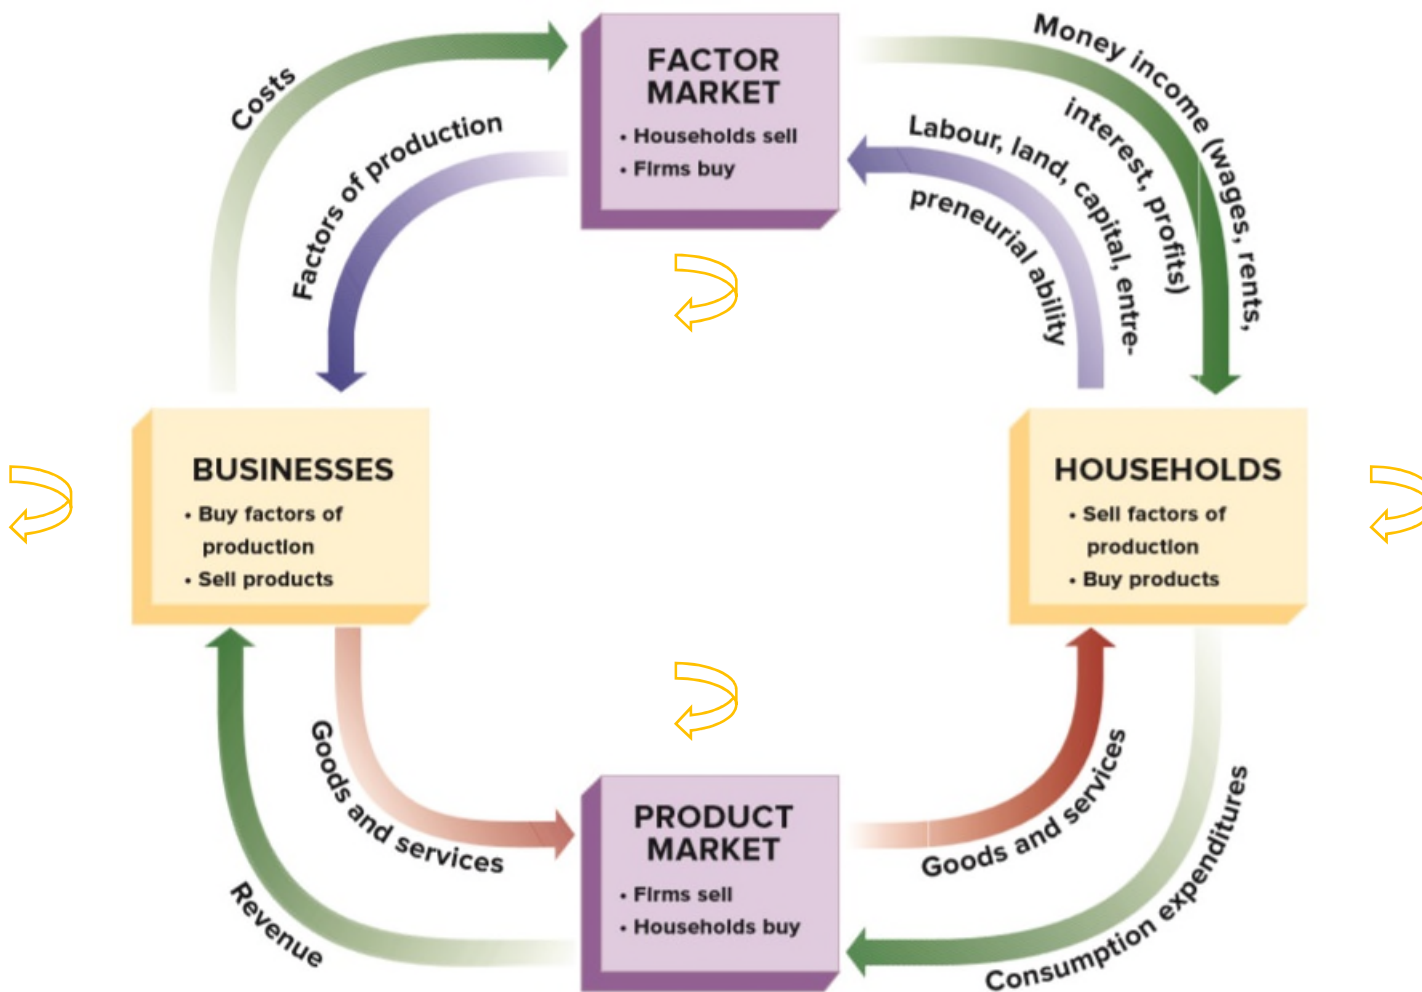 Costs
Factors of production
FACTOR
MARKET
• Households sell
• Firms buy
Money income (wages, rents,
interest, profits)
Labour, land, capital, entre-
preneurial ability
BUSINESSES
• Buy factors of
production
• Sell products
HOUSEHOLDS
• Sell factors of
production
• Buy products
Goods and services
Revenue
PRODUCT
MARKET
• Firms sell
• Households buy
Goods and services
Consumption expenditures